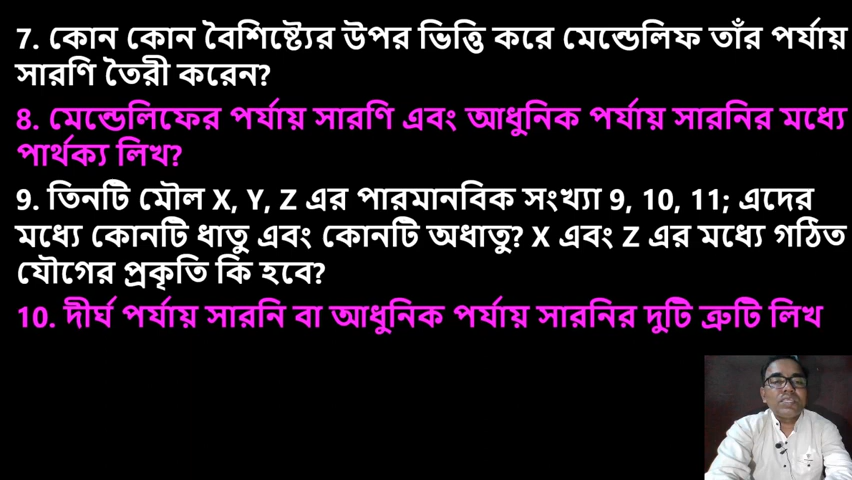 7. কোন কোন বৈশিষ্ট্যের উপর ভিত্তি করে মেন্ডেলিফ তাঁর পর্যায়
সারণি তৈরী করেন?
8. মেন্ডেলিফের পর্যায় সারণি এবং আধুনিক পর্যায় সারনির মধ্যে
পার্থক্য লিখ?
9. তিনটি মৌল X, Y, Z এর পারমানবিক সংখ্যা 9, 10, 11; এদের
মধ্যে কোনটি ধাতু এবং কোনটি অধাতু? X এবং Z এর মধ্যে গঠিত
যৌগের প্রকৃতি কি হবে?
10. দীর্ঘ পর্যায় সারনি বা আধুনিক পর্যায় সারনির দুটি ত্রুটি লিখ